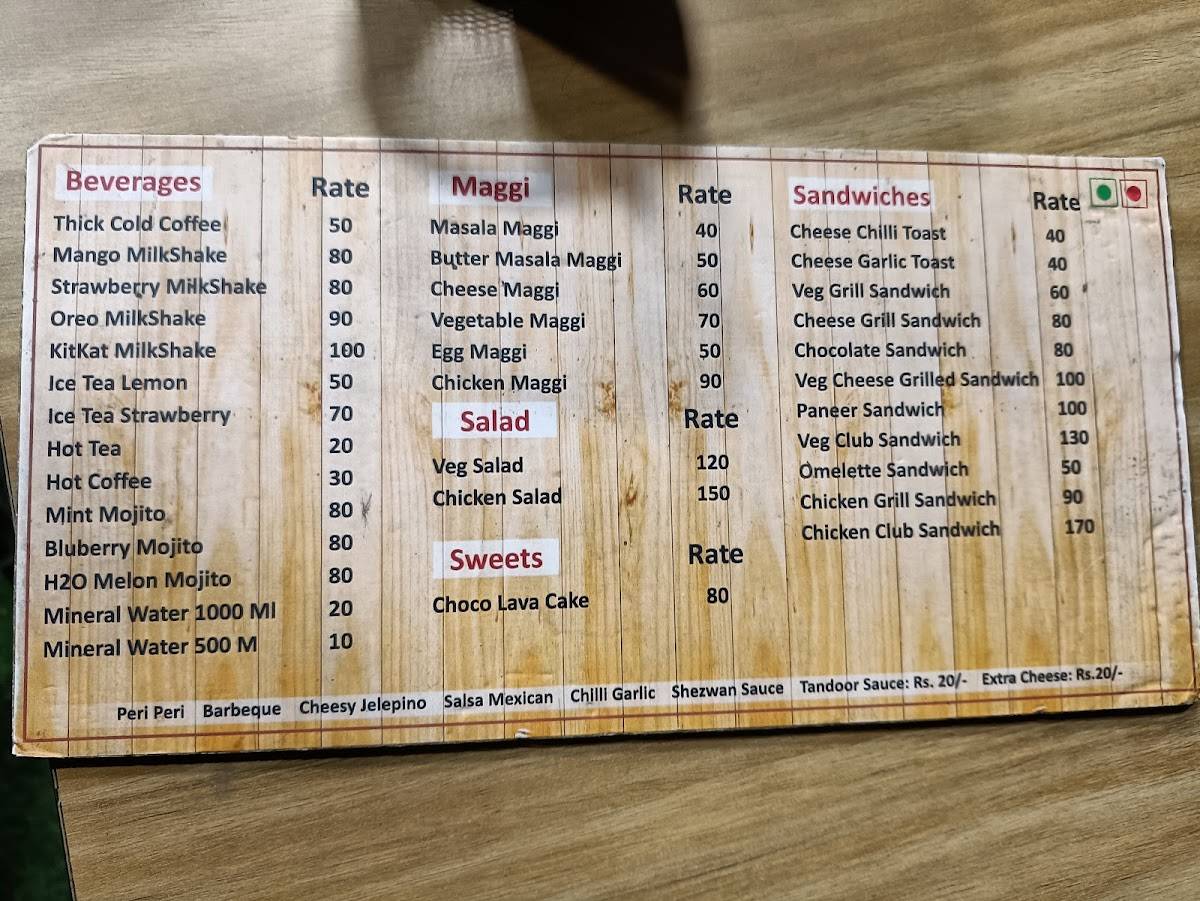 Beverages Rate
Thick Cold Coffee 50
Mango MilkShake 80
Strawberry MilkShake 80
Oreo MilkShake 90
KitKat MilkShake 100
Ice Tea Lemon 50
Ice Tea Strawberry 70
Hot Tea 20
Hot Coffee 30
Mint Mojito 80
Bluberry Mojito 80
H2O Melon Mojito 80
Mineral Water 1000 Ml 20
Mineral Water 500 M 10
Maggi Rate
Masala Maggi 40
Butter Masala Maggi 50
Cheese Maggi 60
Vegetable Maggi 70
Egg Maggi 50
Chicken Maggi 90
Salad Rate
Veg Salad 120
Chicken Salad 150
Sweets Rate
Choco Lava Cake 80
Sandwiches Rate
Cheese Chilli Toast 40
Cheese Garlic Toast 40
Veg Grill Sandwich 60
Cheese Grill Sandwich 80
Chocolate Sandwich 80
Veg Cheese Grilled Sandwich 100
Paneer Sandwich 100
Veg Club Sandwich 130
Omelette Sandwich 50
Chicken Grill Sandwich 90
Chicken Club Sandwich 170
Peri Peri Barbeque Cheesy Jelepino Salsa Mexican Chilli Garlic Shezwan Sauce Tandoor Sauce: Rs. 20/- Extra Cheese: Rs.20/-